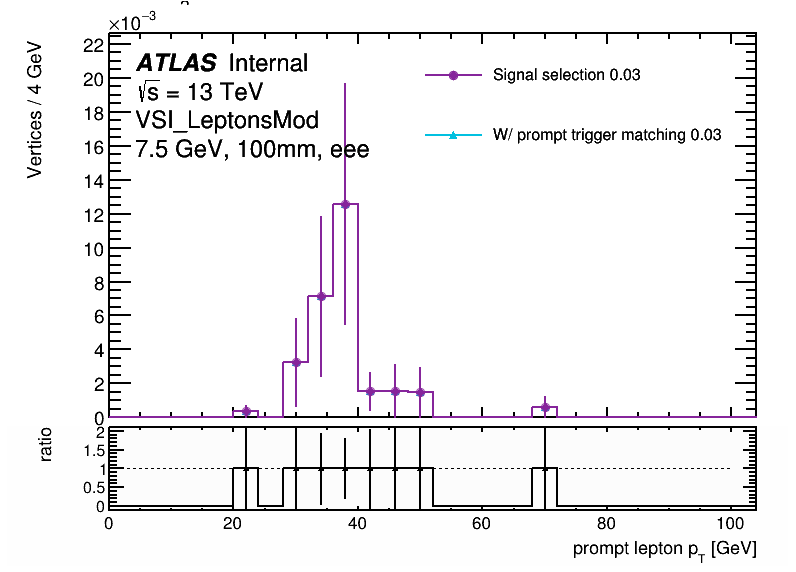 ×10⁻³
Vertices / 4 GeV
22
20
18
16
14
12
10
8
6
4
2
0
ATLAS Internal
√s = 13 TeV
VSI_LeptonsMod
7.5 GeV, 100mm, eee
Signal selection 0.03
W/ prompt trigger matching 0.03
ratio
2
1.5
1
0.5
0
0 20 40 60 80 100
prompt lepton p_T [GeV]